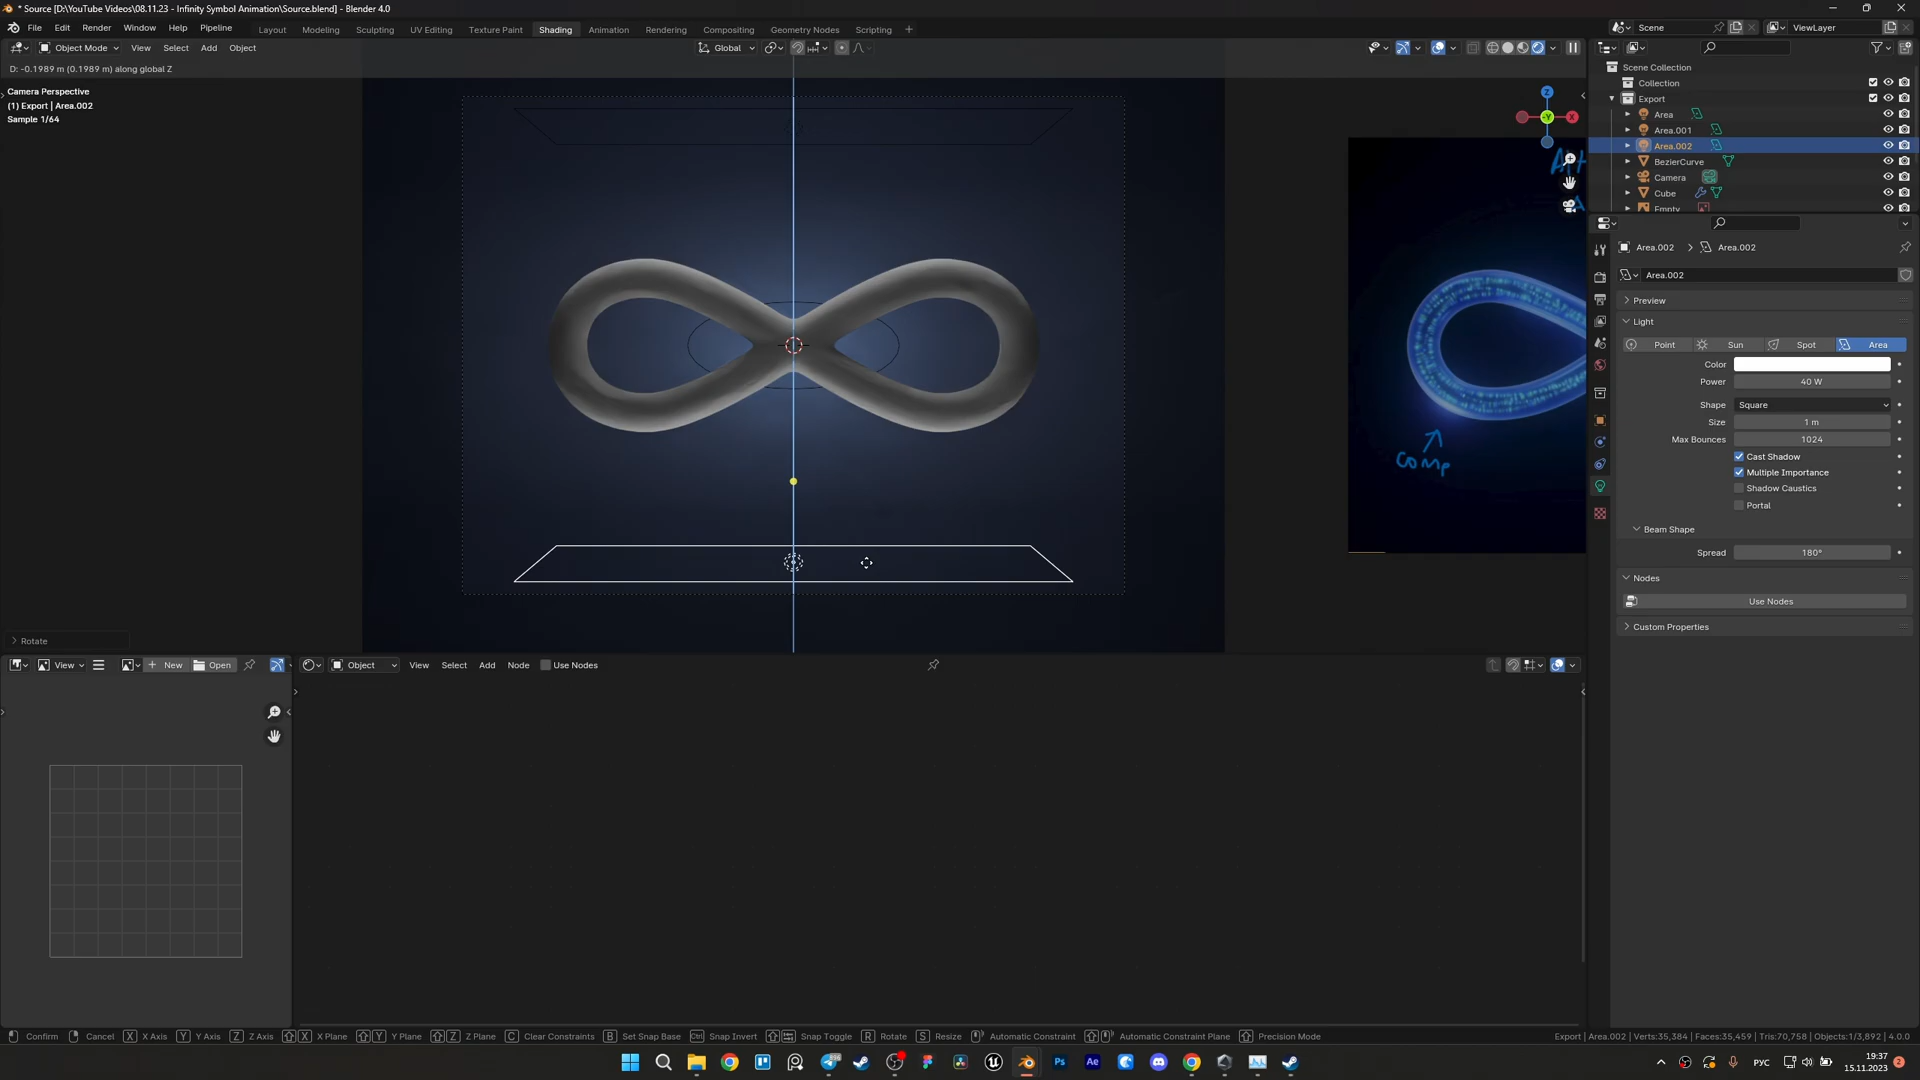 * Source [D:\YouTube Videos\08.11.23 - Infinity Symbol Animation\Source.blend] - Blender 4.0
File Edit Render Window Help Pipeline
Layout Modeling Sculpting UV Editing Texture Paint Shading Animation Rendering Compositing Geometry Nodes Scripting +
Scene
ViewLayer
Object Mode View Select Add Object
Global
D: -0.1989 m (0.1989 m) along global Z
Camera Perspective
(1) Export | Area.002
Sample 1/64
Z
-Y
X
Scene Collection
Collection
Export
Area
Area.001
Area.002
BezierCurve
Camera
Cube
Empty
Area.002 > Area.002
Area.002
Preview
Light
Point Sun Spot Area
Color
Power 40 W
Shape Square
Size 1 m
Max Bounces 1024
Cast Shadow
Multiple Importance
Shadow Caustics
Portal
Beam Shape
Spread 180°
Nodes
Use Nodes
Custom Properties
comp
Rotate
View
New
Open
Object
View Select Add Node Use Nodes
Confirm Cancel X X Axis Y Y Axis Z Z Axis X X Plane Y Y Plane Z Z Plane C Clear Constraints B Set Snap Base Ctrl Snap Invert Snap Toggle R Rotate S Resize Automatic Constraint Automatic Constraint Plane Precision Mode
Export | Area.002 | Verts:35,384 | Faces:35,459 | Tris:70,758 | Objects:1/3,892 | 4.0.0
Ps
Ae
РУС
19:37
15.11.2023
2